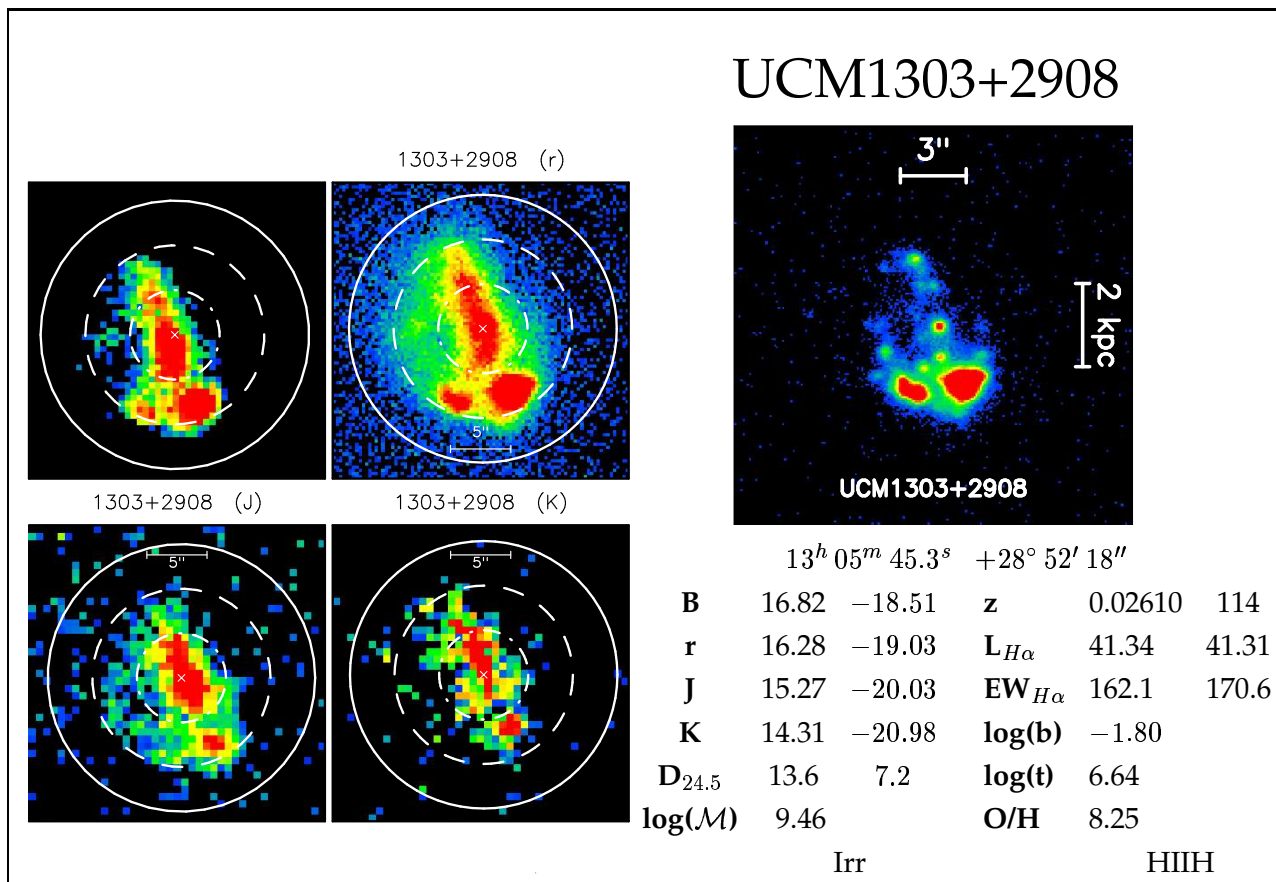 UCM1303+2908
1303+2908 (r)
5"
1303+2908 (J)
5"
1303+2908 (K)
5"
3"
2 kpc
UCM1303+2908
13ʰ 05ᵐ 45.3ˢ +28° 52′ 18″
B 16.82 −18.51 z 0.02610 114
r 16.28 −19.03 L_Hα 41.34 41.31
J 15.27 −20.03 EW_Hα 162.1 170.6
K 14.31 −20.98 log(b) −1.80
D_24.5 13.6 7.2 log(t) 6.64
log(ℳ) 9.46 O/H 8.25
Irr HIIH